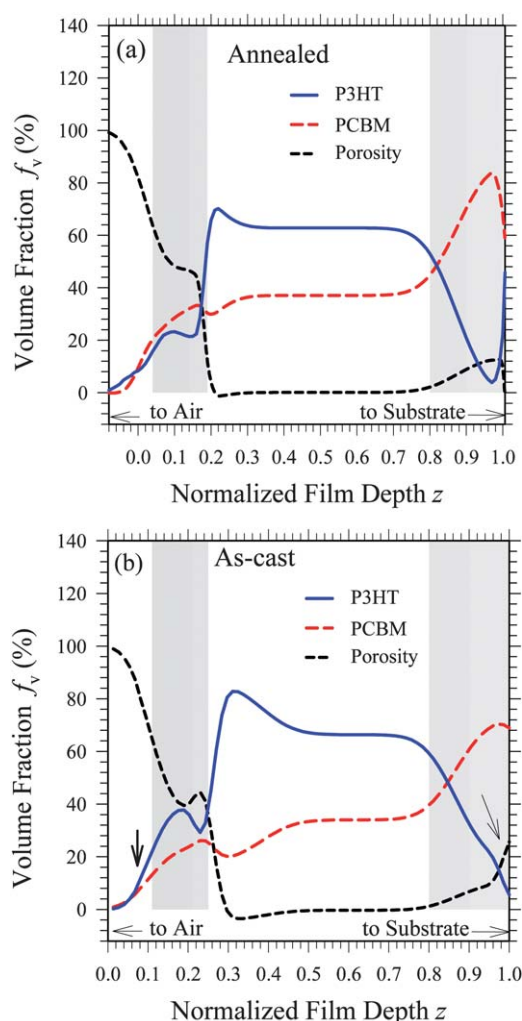 (a)
Annealed
P3HT
PCBM
Porosity
140
120
100
80
60
40
20
0
Volume Fraction fv (%)
to Air
to Substrate
0.0 0.1 0.2 0.3 0.4 0.5 0.6 0.7 0.8 0.9 1.0
Normalized Film Depth z
(b)
As-cast
P3HT
PCBM
Porosity
140
120
100
80
60
40
20
0
Volume Fraction fv (%)
to Air
to Substrate
0.0 0.1 0.2 0.3 0.4 0.5 0.6 0.7 0.8 0.9 1.0
Normalized Film Depth z